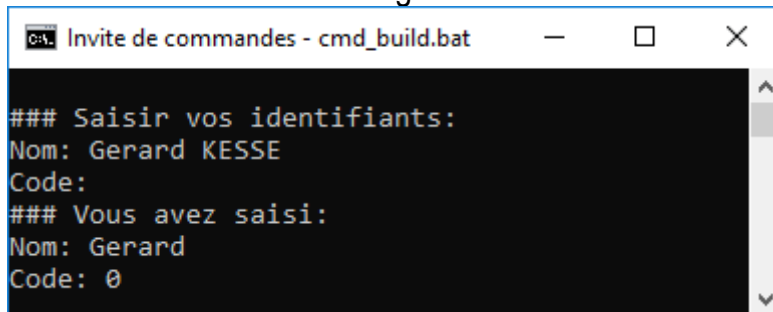 Invite de commandes - cmd_build.bat
### Saisir vos identifiants:
Nom: Gerard KESSE
Code:
### Vous avez saisi:
Nom: Gerard
Code: 0